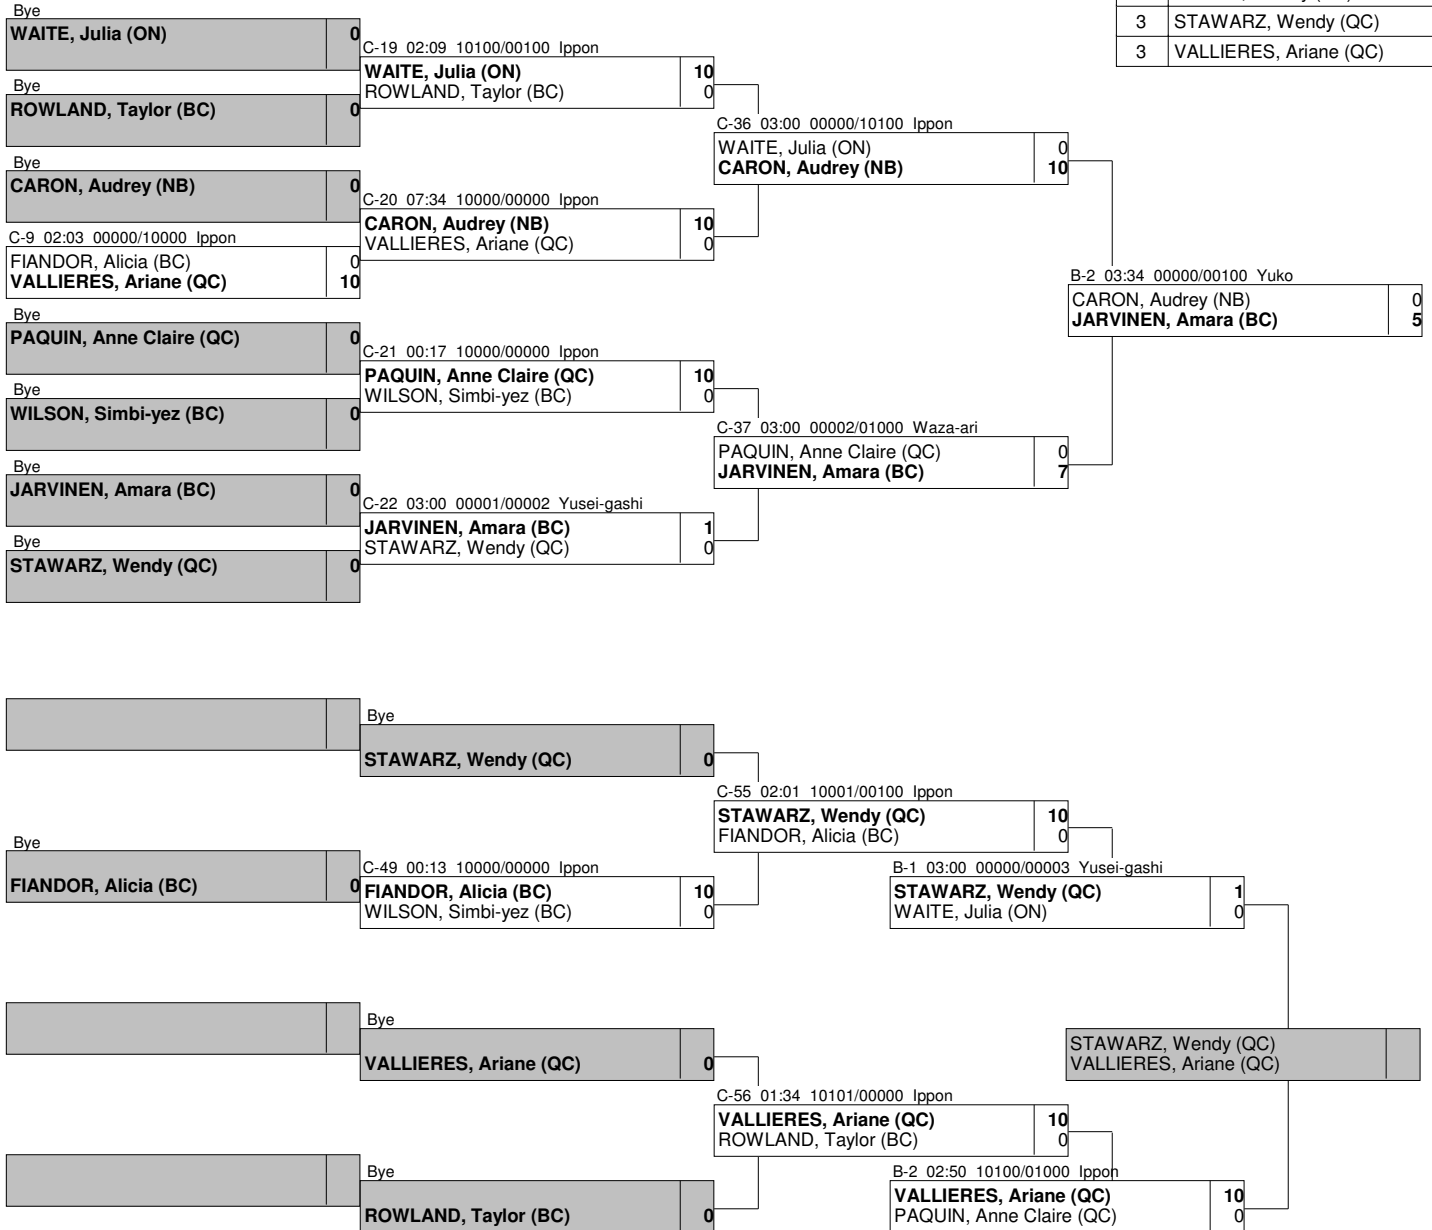 Bye
WAITE, Julia (ON) 0
Bye
ROWLAND, Taylor (BC) 0
Bye
CARON, Audrey (NB) 0
C-9 02:03 00000/10000 Ippon
FIANDOR, Alicia (BC) 0
VALLIERES, Ariane (QC) 10
Bye
PAQUIN, Anne Claire (QC) 0
Bye
WILSON, Simbi-yez (BC) 0
Bye
JARVINEN, Amara (BC) 0
Bye
STAWARZ, Wendy (QC) 0
C-19 02:09 10100/00100 Ippon
WAITE, Julia (ON) 10
ROWLAND, Taylor (BC) 0
C-20 07:34 10000/00000 Ippon
CARON, Audrey (NB) 10
VALLIERES, Ariane (QC) 0
C-21 00:17 10000/00000 Ippon
PAQUIN, Anne Claire (QC) 10
WILSON, Simbi-yez (BC) 0
C-22 03:00 00001/00002 Yusei-gashi
JARVINEN, Amara (BC) 1
STAWARZ, Wendy (QC) 0
C-36 03:00 00000/10100 Ippon
WAITE, Julia (ON) 0
CARON, Audrey (NB) 10
C-37 03:00 00002/01000 Waza-ari
PAQUIN, Anne Claire (QC) 0
JARVINEN, Amara (BC) 7
B-2 03:34 00000/00100 Yuko
CARON, Audrey (NB) 0
JARVINEN, Amara (BC) 5
3 STAWARZ, Wendy (QC)
3 VALLIERES, Ariane (QC)
Bye
FIANDOR, Alicia (BC) 0
Bye
STAWARZ, Wendy (QC) 0
C-49 00:13 10000/00000 Ippon
FIANDOR, Alicia (BC) 10
WILSON, Simbi-yez (BC) 0
Bye
VALLIERES, Ariane (QC) 0
Bye
ROWLAND, Taylor (BC) 0
C-55 02:01 10001/00100 Ippon
STAWARZ, Wendy (QC) 10
FIANDOR, Alicia (BC) 0
C-56 01:34 10101/00000 Ippon
VALLIERES, Ariane (QC) 10
ROWLAND, Taylor (BC) 0
B-1 03:00 00000/00003 Yusei-gashi
STAWARZ, Wendy (QC) 1
WAITE, Julia (ON) 0
B-2 02:50 10100/01000 Ippon
VALLIERES, Ariane (QC) 10
PAQUIN, Anne Claire (QC) 0
STAWARZ, Wendy (QC)
VALLIERES, Ariane (QC)